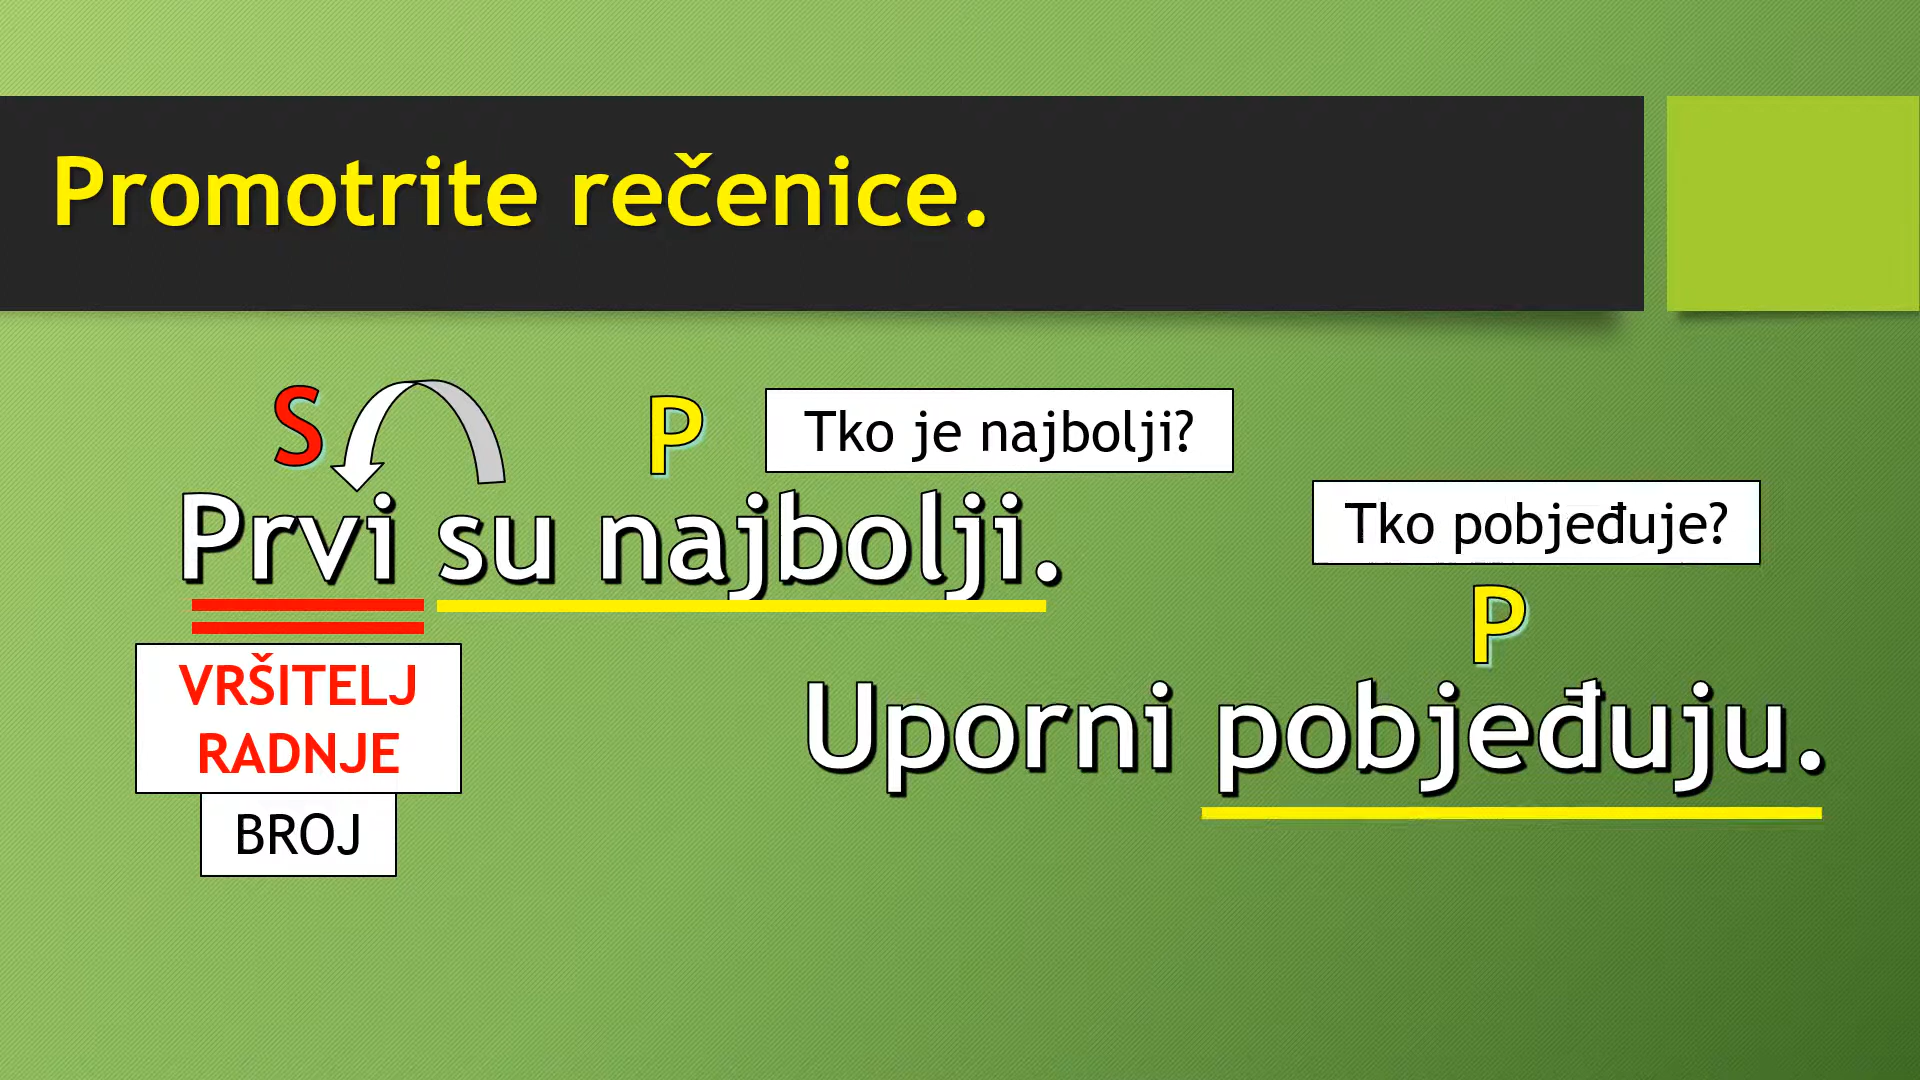 Promotrite rečenice.
S
P
Tko je najbolji?
Prvi su najbolji.
VRŠITELJ
RADNJE
BROJ
Tko pobjeđuje?
P
Uporni pobjeđuju.